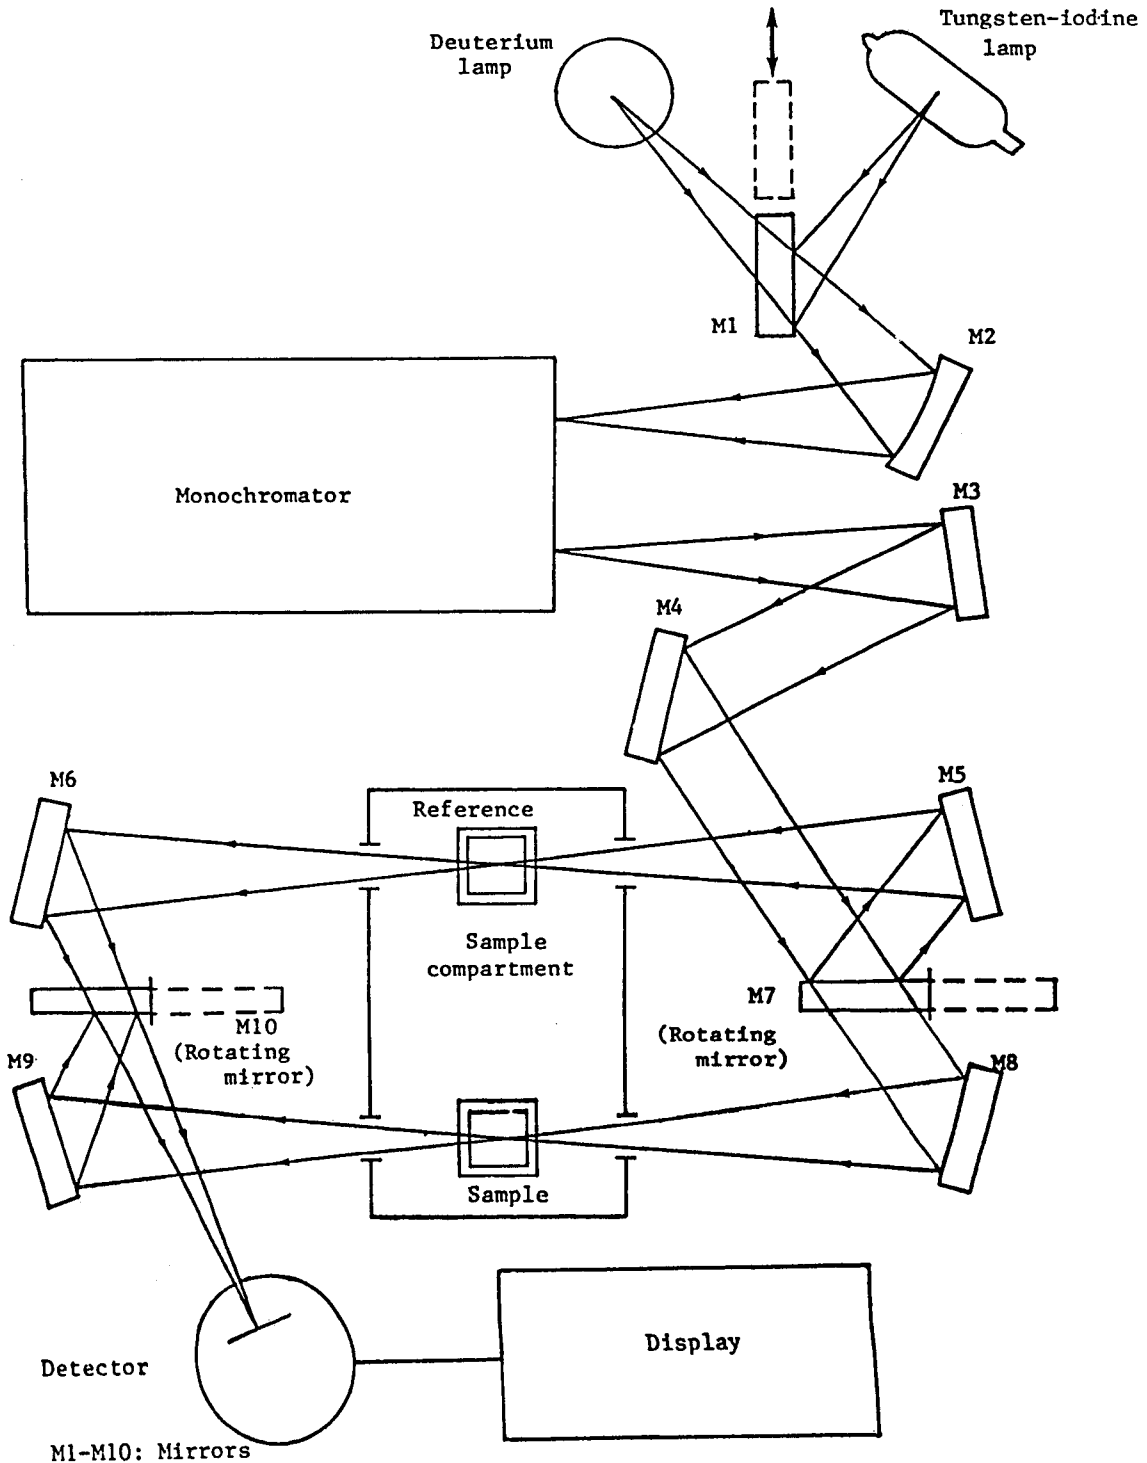 Deuterium
lamp
Tungsten-iodine
lamp
M1
M2
Monochromator
M3
M4
M6
Reference
M5
Sample
compartment
M7
M10
(Rotating
mirror)
(Rotating
mirror)
M9
M8
Sample
Display
Detector
M1-M10: Mirrors